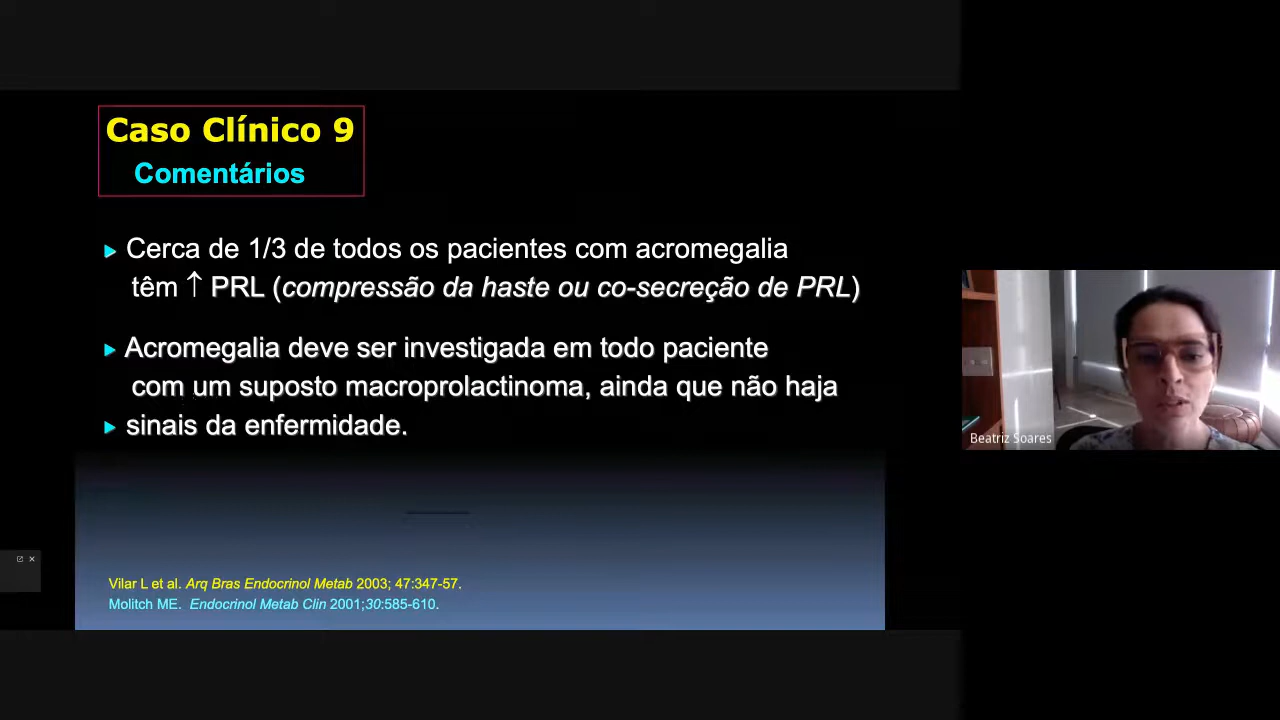 Caso Clínico 9
Comentários
Cerca de 1/3 de todos os pacientes com acromegalia
têm ↑ PRL (compressão da haste ou co-secreção de PRL)
Acromegalia deve ser investigada em todo paciente
com um suposto macroprolactinoma, ainda que não haja
sinais da enfermidade.
Vilar L et al. Arq Bras Endocrinol Metab 2003; 47:347-57.
Molitch ME. Endocrinol Metab Clin 2001;30:585-610.
Beatriz Soares